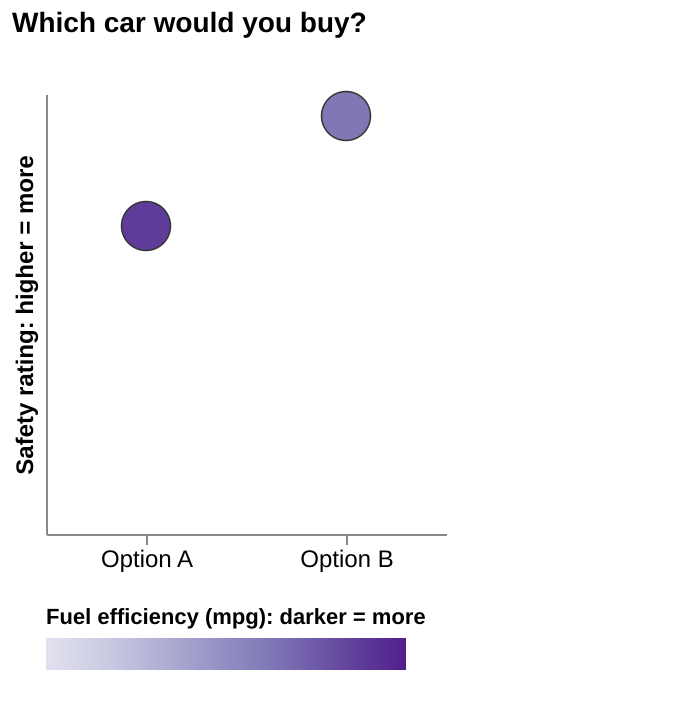 Which car would you buy?
Safety rating: higher = more
Option A
Option B
Fuel efficiency (mpg): darker = more